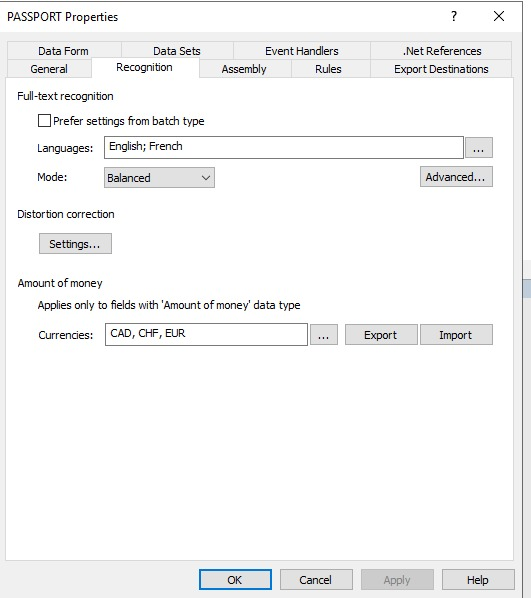 PASSPORT Properties
? ×
Data Form Data Sets Event Handlers .Net References
General Recognition Assembly Rules Export Destinations
Full-text recognition
Prefer settings from batch type
Languages: English; French ...
Mode: Balanced Advanced...
Distortion correction
Settings...
Amount of money
Applies only to fields with 'Amount of money' data type
Currencies: CAD, CHF, EUR ... Export Import
OK Cancel Apply Help